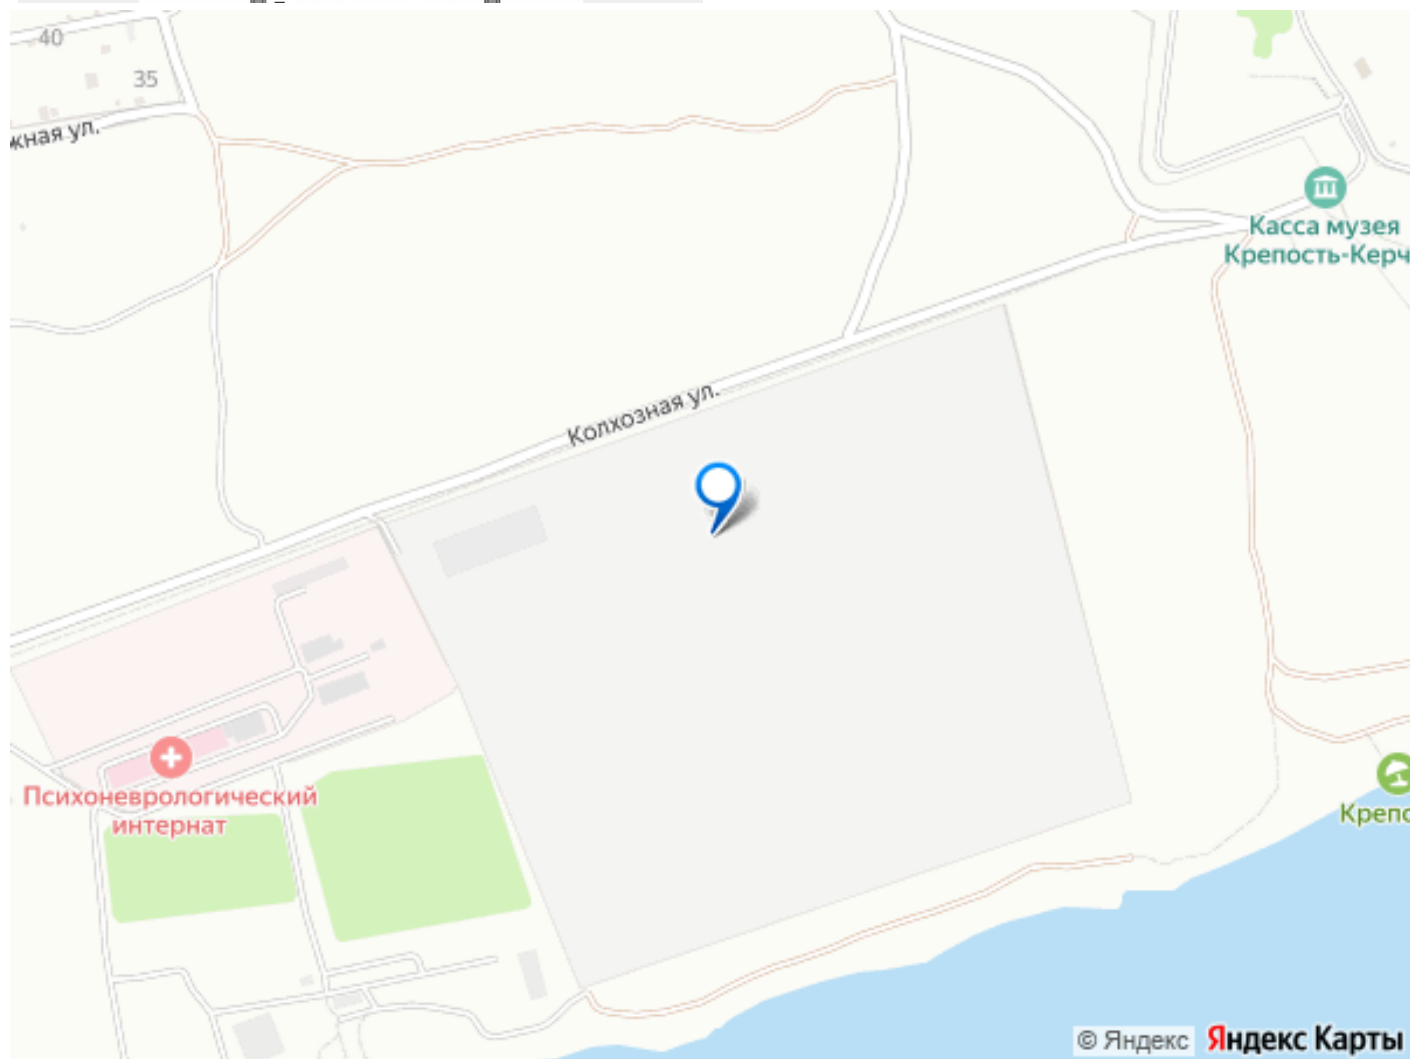 40
35
жная ул.
Касса музея
Крепость-Керч
Колхозная ул.
Психоневрологический
интернат
Крепо
© Яндекс Яндекс Карты